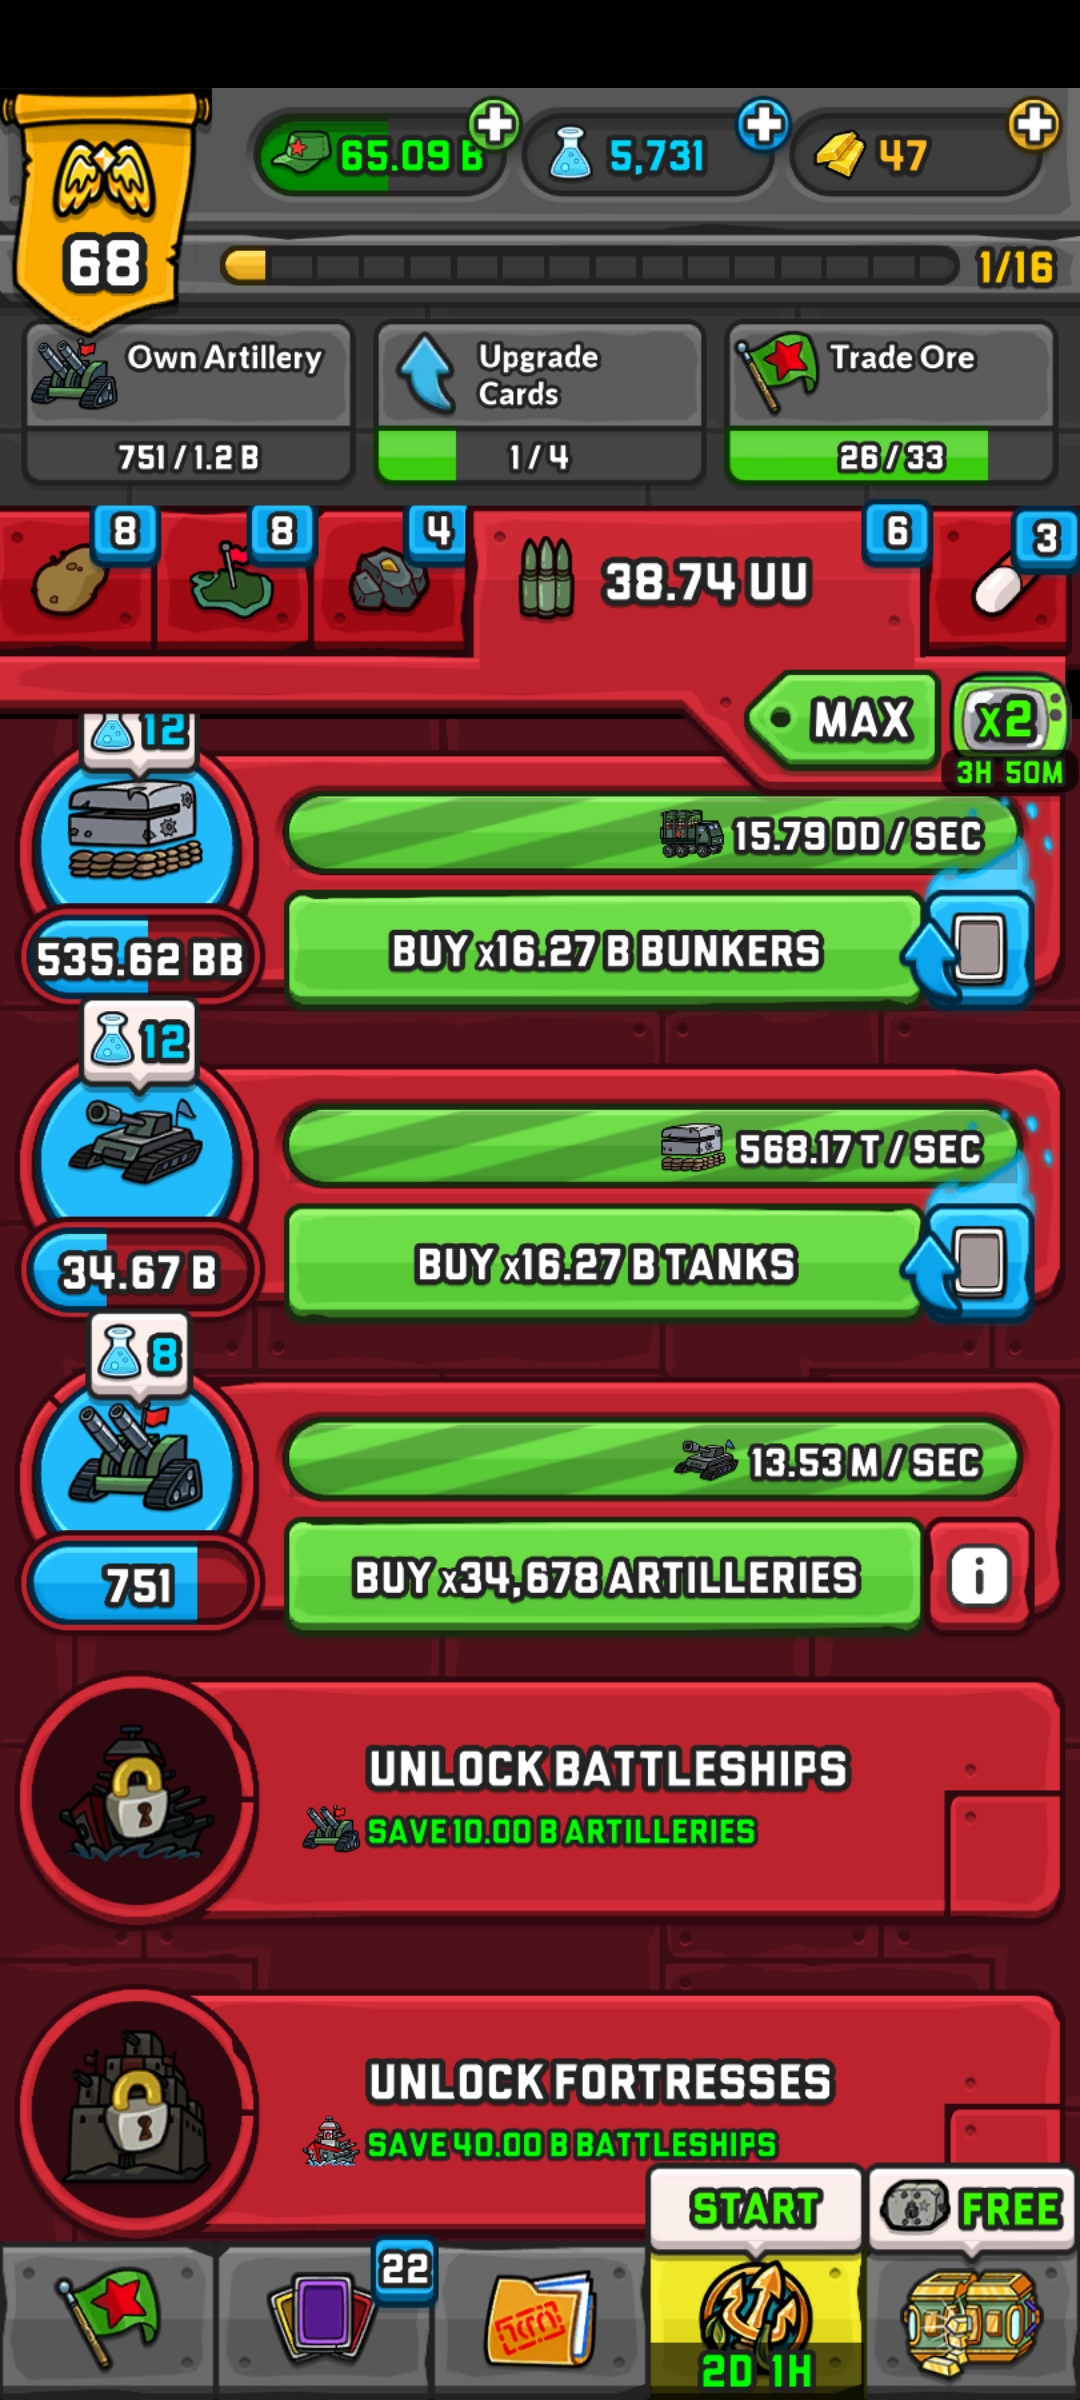 65.09 B
5,731
47
68
1/16
Own Artillery
751 / 1.2 B
Upgrade
Cards
1 / 4
Trade Ore
26 / 33
8
8
4
38.74 UU
6
3
MAX
x2
3H 50M
12
15.79 DD / SEC
BUY x16.27 B BUNKERS
535.62 BB
12
568.17 T / SEC
BUY x16.27 B TANKS
34.67 B
8
13.53 M / SEC
BUY x34,678 ARTILLERIES
i
751
UNLOCK BATTLESHIPS
SAVE 10.00 B ARTILLERIES
UNLOCK FORTRESSES
SAVE 40.00 B BATTLESHIPS
START
FREE
22
2D 1H